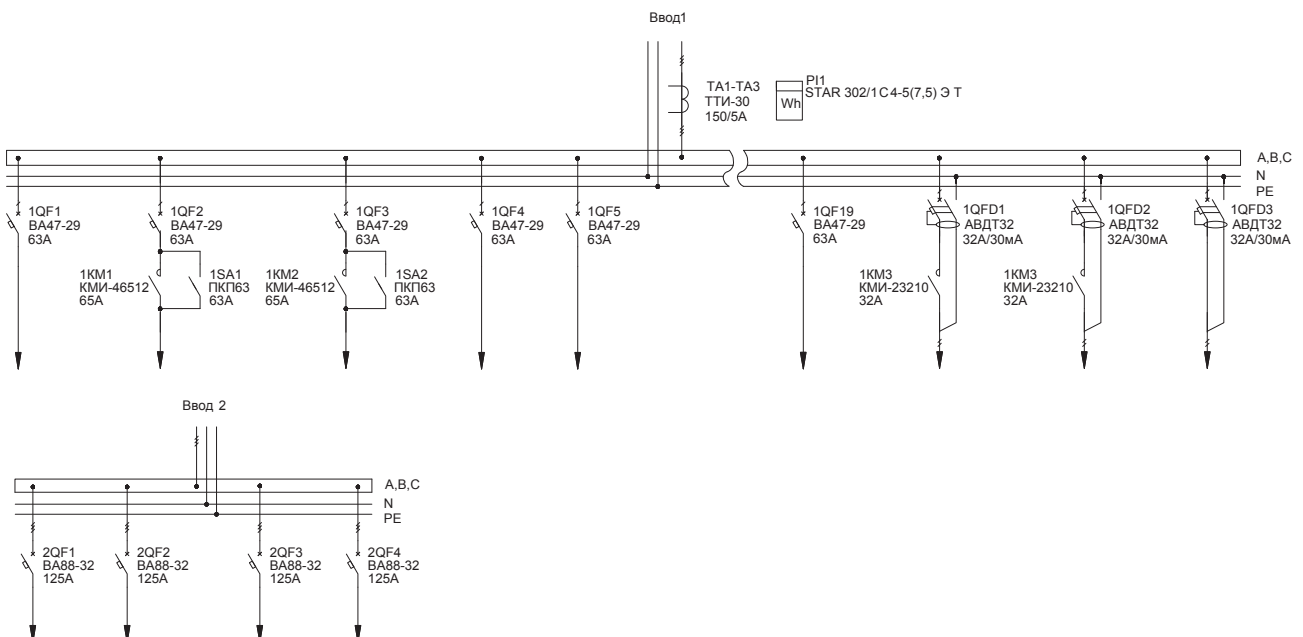 Ввод1
ТА1-ТА3
ТТИ-30
150/5А
PI1
STAR 302/1 С4-5(7,5) Э Т
Wh
A,B,C
N
PE
1QF1
ВА47-29
63А
1QF2
ВА47-29
63А
1QF3
ВА47-29
63А
1QF4
ВА47-29
63А
1QF5
ВА47-29
63А
1QF19
ВА47-29
63А
1QFD1
АВДТ32
32А/30мА
1QFD2
АВДТ32
32А/30мА
1QFD3
АВДТ32
32А/30мА
1КМ1
КМИ-46512
65А
1SA1
ПКП63
63А
1КМ2
КМИ-46512
65А
1SA2
ПКП63
63А
1КМ3
КМИ-23210
32А
1КМ3
КМИ-23210
32А
Ввод 2
A,B,C
N
PE
2QF1
ВА88-32
125А
2QF2
ВА88-32
125А
2QF3
ВА88-32
125А
2QF4
ВА88-32
125А